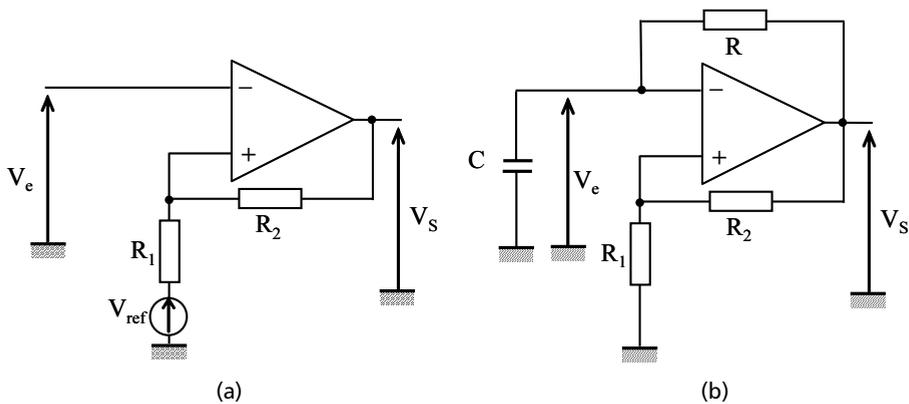 −
+
V_e
R_2
R_1
V_ref
V_S
(a)
R
−
+
C
V_e
R_2
R_1
V_S
(b)